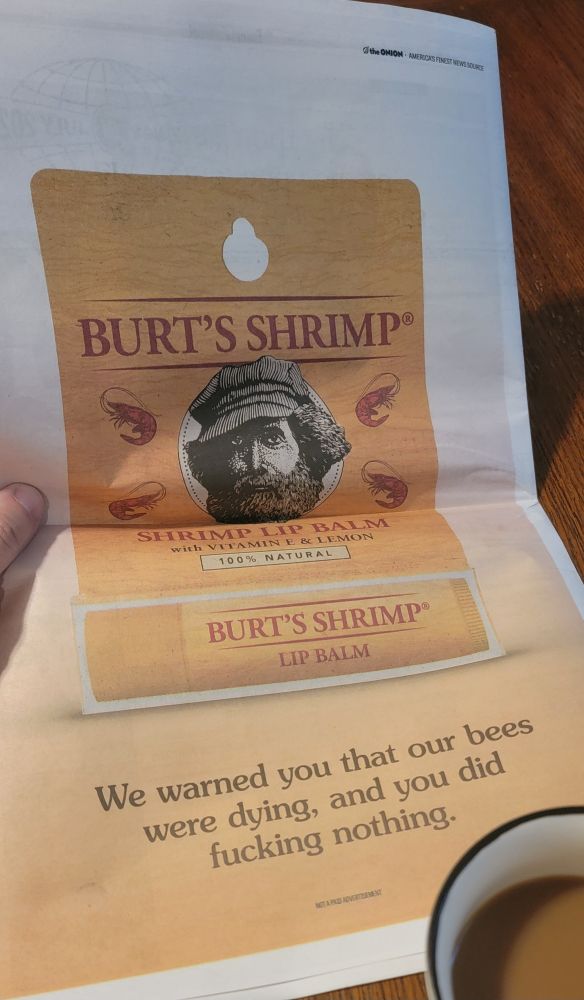 the ONION | AMERICA'S FINEST NEWS SOURCE
BURT'S SHRIMP®
SHRIMP LIP BALM
with VITAMIN E & LEMON
100% NATURAL
BURT'S SHRIMP®
LIP BALM
We warned you that our bees
were dying, and you did
fucking nothing.
NOT A PAID ADVERTISEMENT